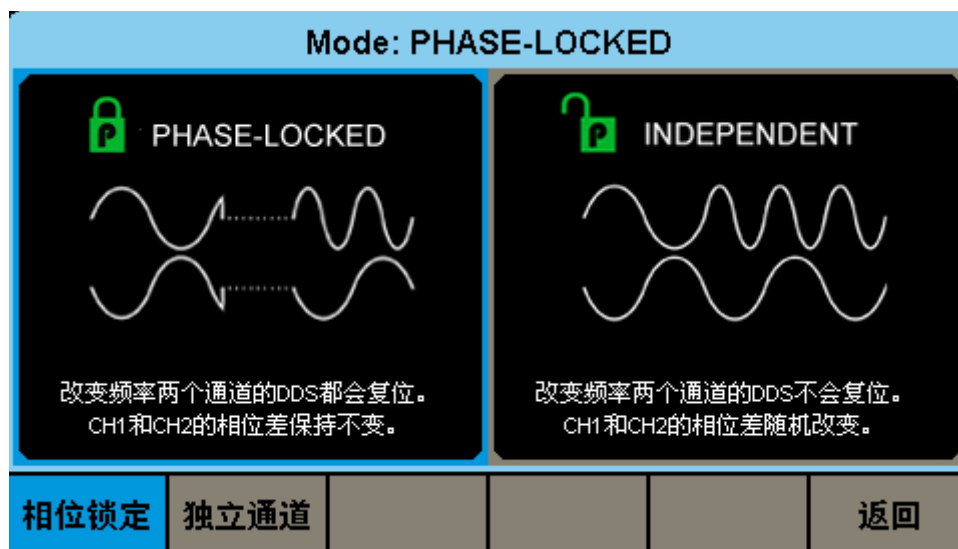 Mode: PHASE-LOCKED
P
PHASE-LOCKED
改变频率两个通道的DDS都会复位。
CH1和CH2的相位差保持不变。
P
INDEPENDENT
改变频率两个通道的DDS不会复位。
CH1和CH2的相位差随机改变。
相位锁定
独立通道
返回